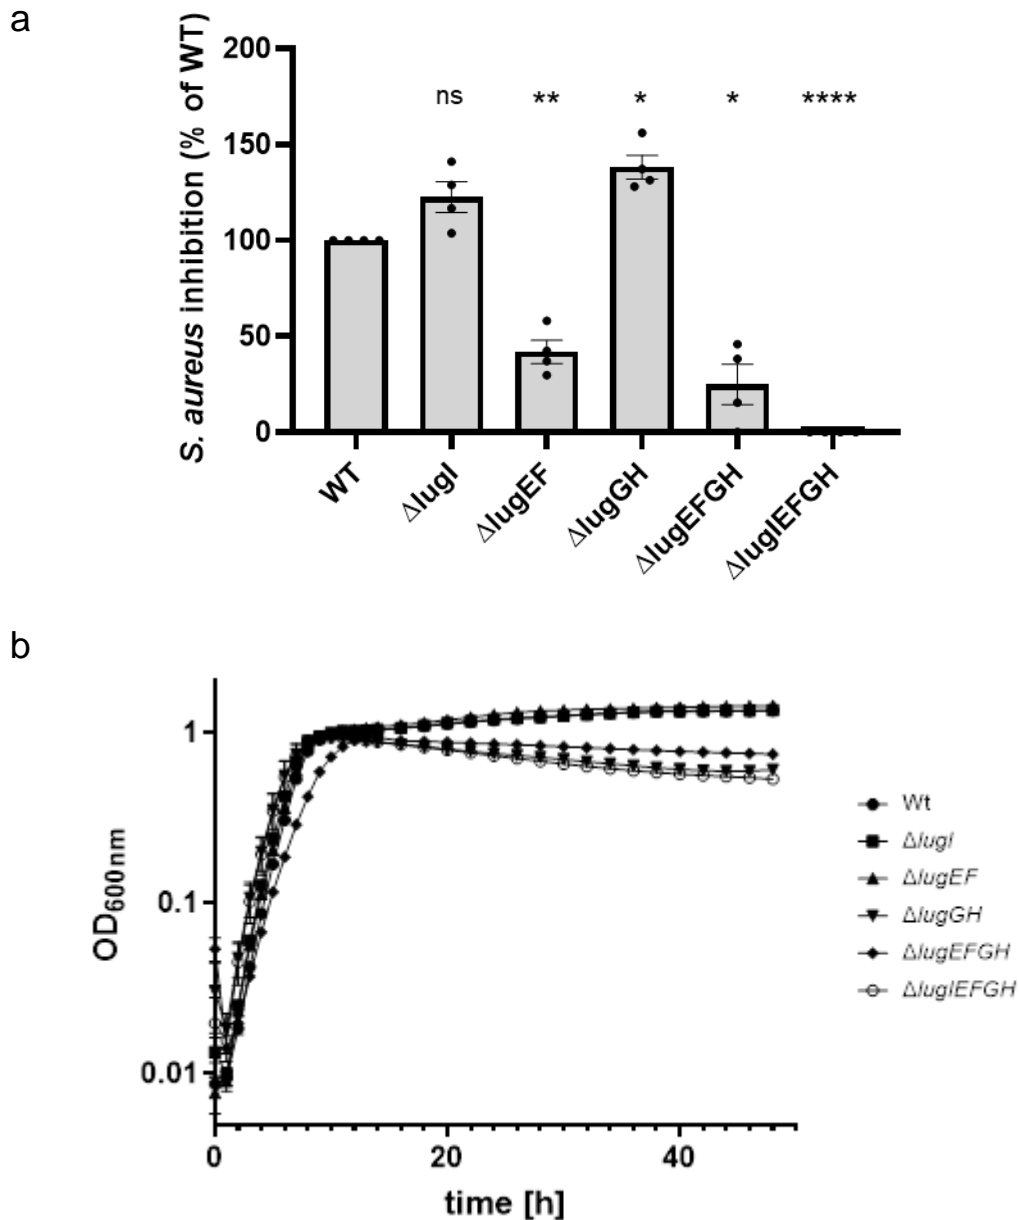 a
S. aureus inhibition (% of WT)
200
150
100
50
0
ns
**
*
*
****
WT
ΔlugI
ΔlugEF
ΔlugGH
ΔlugEFGH
ΔlugIEFGH
b
OD600nm
1
0.1
0.01
0
20
40
time [h]
Wt
ΔlugI
ΔlugEF
ΔlugGH
ΔlugEFGH
ΔlugIEFGH